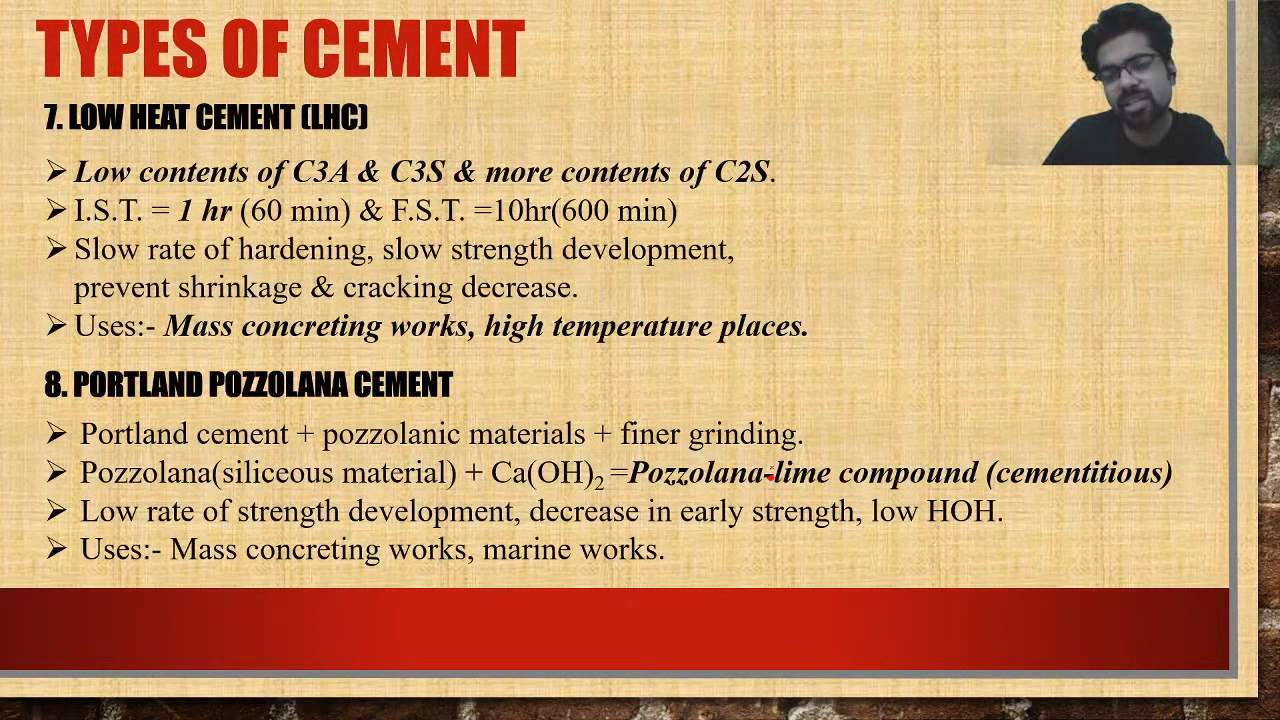 TYPES OF CEMENT
7. LOW HEAT CEMENT (LHC)
➢ Low contents of C3A & C3S & more contents of C2S.
➢ I.S.T. = 1 hr (60 min) & F.S.T. =10hr(600 min)
➢ Slow rate of hardening, slow strength development,
prevent shrinkage & cracking decrease.
➢ Uses:- Mass concreting works, high temperature places.
8. PORTLAND POZZOLANA CEMENT
➢ Portland cement + pozzolanic materials + finer grinding.
➢ Pozzolana(siliceous material) + Ca(OH)₂ =Pozzolana-lime compound (cementitious)
➢ Low rate of strength development, decrease in early strength, low HOH.
➢ Uses:- Mass concreting works, marine works.